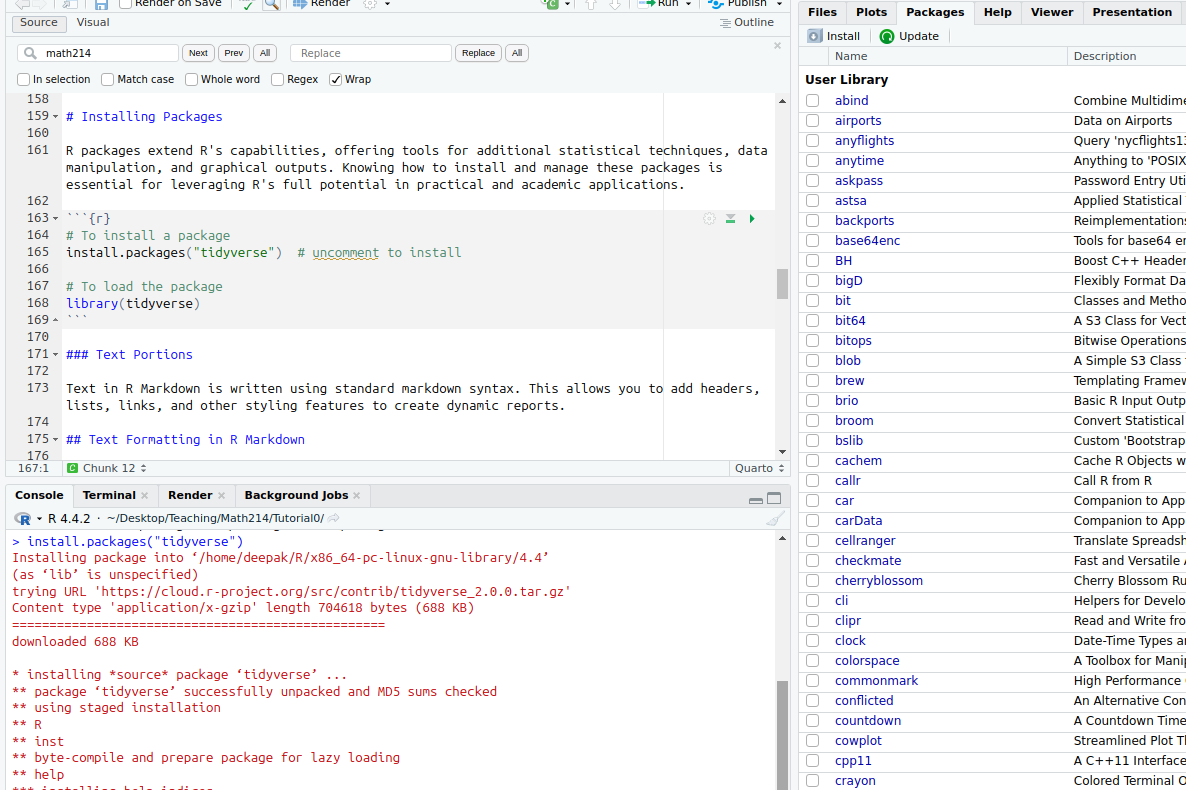 Render on Save
Render
Run
Publish
Source Visual
Outline
math214 Next Prev All Replace Replace All
In selection Match case Whole word Regex Wrap
158
159 # Installing Packages
160
161 R packages extend R's capabilities, offering tools for additional statistical techniques, data
manipulation, and graphical outputs. Knowing how to install and manage these packages is
essential for leveraging R's full potential in practical and academic applications.
162
163 ```{r}
164 # To install a package
165 install.packages("tidyverse")  # uncomment to install
166
167 # To load the package
168 library(tidyverse)
169 ```
170
171 ### Text Portions
172
173 Text in R Markdown is written using standard markdown syntax. This allows you to add headers,
lists, links, and other styling features to create dynamic reports.
174
175 ## Text Formatting in R Markdown
176
167:1 C Chunk 12 Quarto
Console Terminal Render Background Jobs
R R 4.4.2 · ~/Desktop/Teaching/Math214/Tutorial0/
> install.packages("tidyverse")
Installing package into ‘/home/deepak/R/x86_64-pc-linux-gnu-library/4.4’
(as ‘lib’ is unspecified)
trying URL 'https://cloud.r-project.org/src/contrib/tidyverse_2.0.0.tar.gz'
Content type 'application/x-gzip' length 704618 bytes (688 KB)
==================================================
downloaded 688 KB
* installing *source* package ‘tidyverse’ ...
** package ‘tidyverse’ successfully unpacked and MD5 sums checked
** using staged installation
** R
** inst
** byte-compile and prepare package for lazy loading
** help
*** installing help indices
Files Plots Packages Help Viewer Presentation
Install Update
Name Description
User Library
abind Combine Multidime
airports Data on Airports
anyflights Query 'nycflights13
anytime Anything to 'POSIX
askpass Password Entry Uti
astsa Applied Statistical
backports Reimplementations
base64enc Tools for base64 en
BH Boost C++ Header
bigD Flexibly Format Da
bit Classes and Metho
bit64 A S3 Class for Vect
bitops Bitwise Operations
blob A Simple S3 Class
brew Templating Framew
brio Basic R Input Outp
broom Convert Statistical
bslib Custom 'Bootstrap
cachem Cache R Objects w
callr Call R from R
car Companion to App
carData Companion to App
cellranger Translate Spreadsh
checkmate Fast and Versatile A
cherryblossom Cherry Blossom Ru
cli Helpers for Develo
clipr Read and Write fro
clock Date-Time Types an
colorspace A Toolbox for Manip
commonmark High Performance
conflicted An Alternative Con
countdown A Countdown Time
cowplot Streamlined Plot Th
cpp11 A C++11 Interface
crayon Colored Terminal O